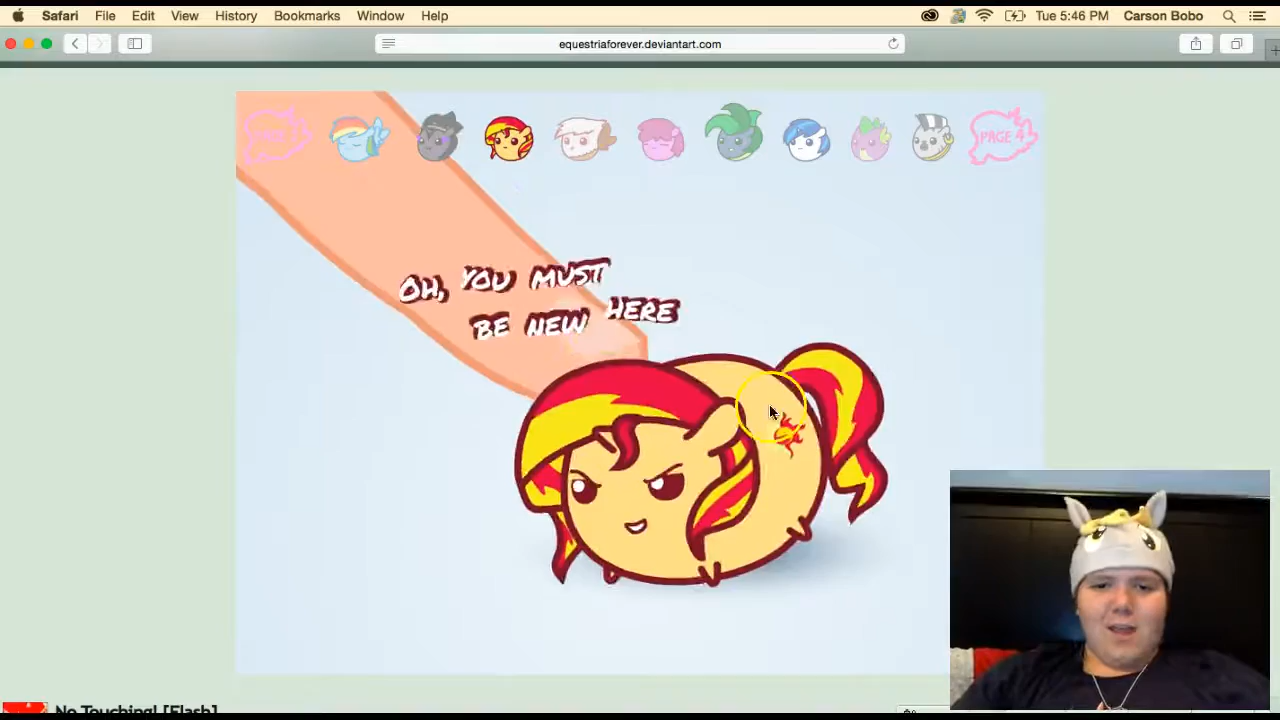 Safari File Edit View History Bookmarks Window Help Tue 5:46 PM Carson Bobo
equestriaforever.deviantart.com
PAGE 4
OH, YOU MUST
BE NEW HERE
No Touching! [Flash]